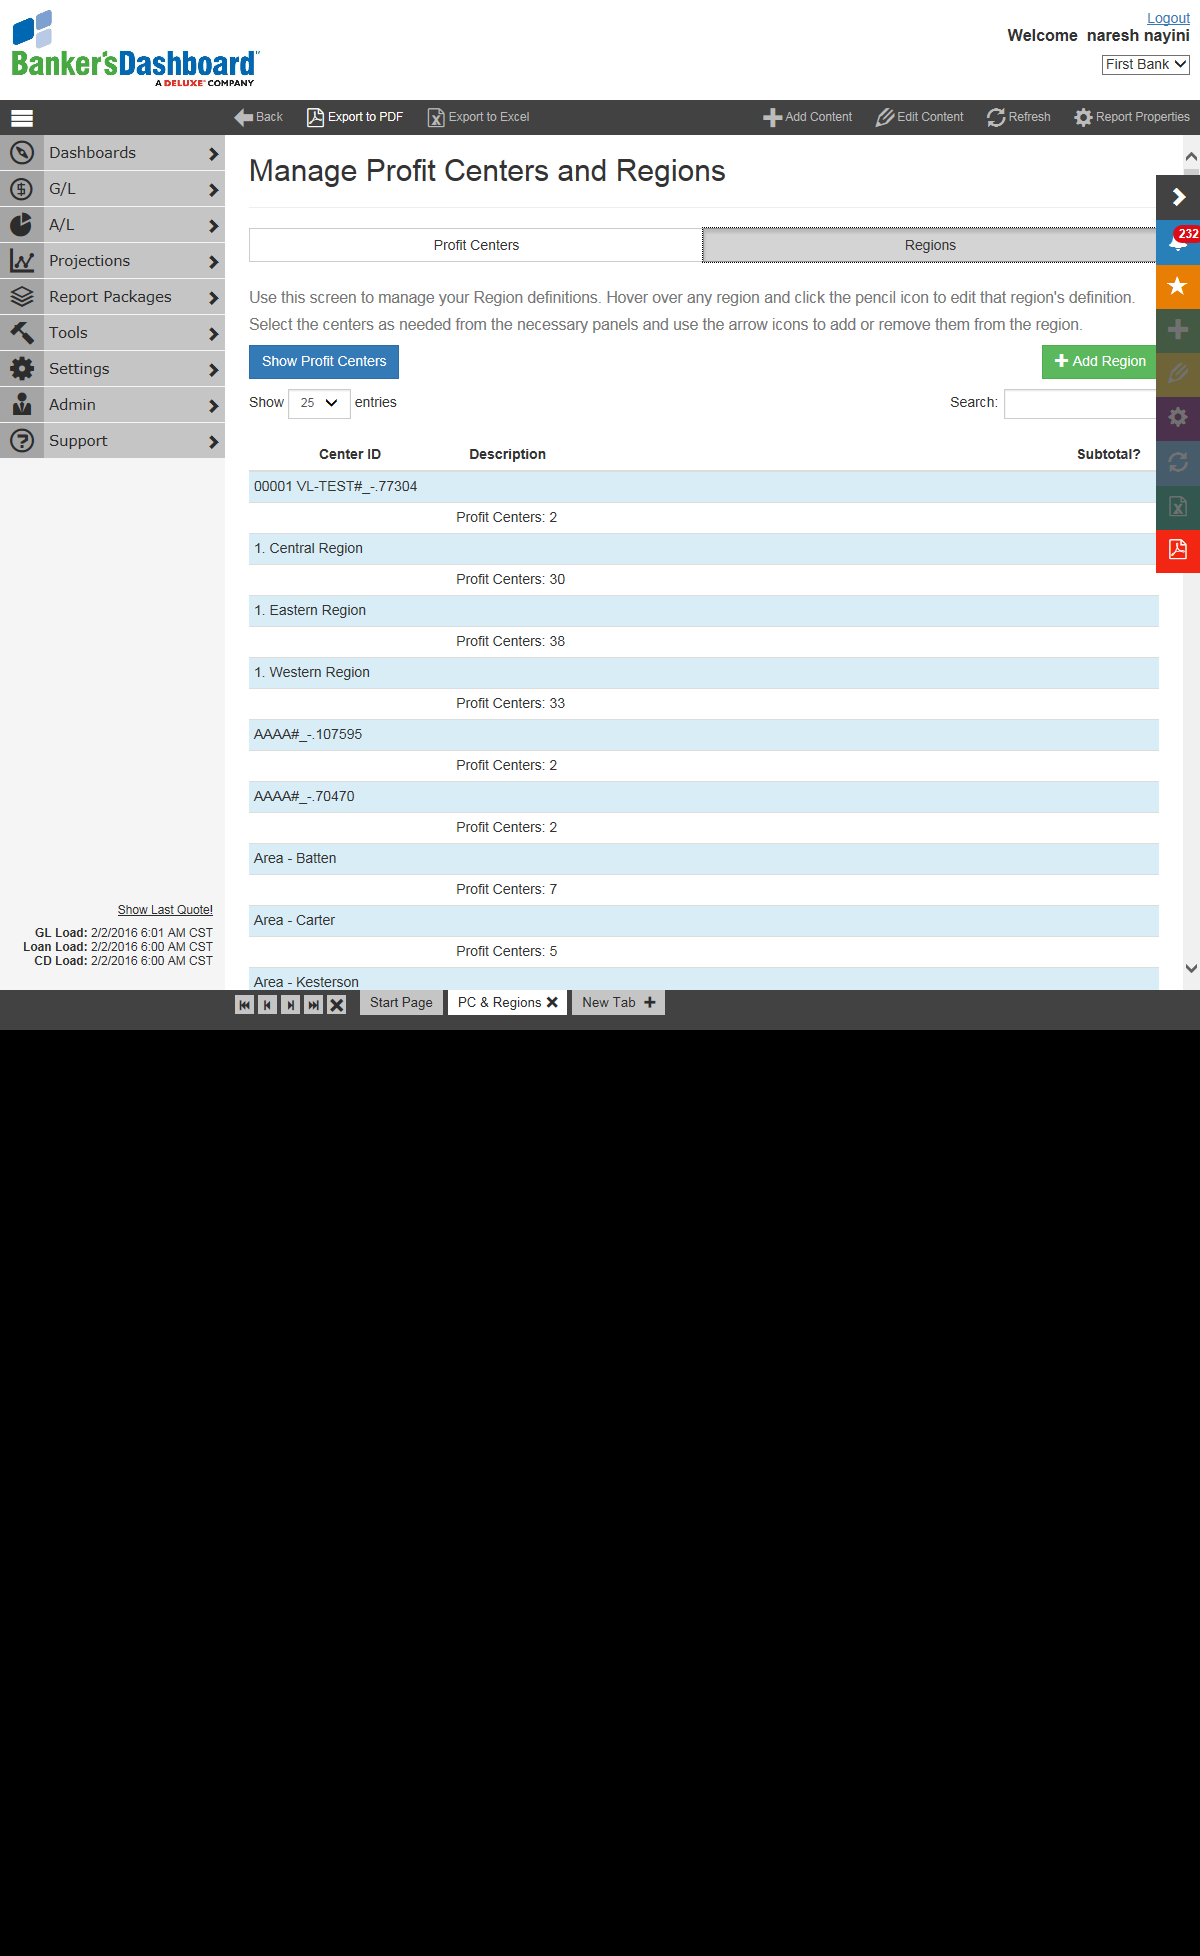 Logout
Welcome naresh nayini
Banker'sDashboard
A DELUXE COMPANY
First Bank
Back Export to PDF Export to Excel Add Content Edit Content Refresh Report Properties
Dashboards
G/L
A/L
Projections
Report Packages
Tools
Settings
Admin
Support
Manage Profit Centers and Regions
Profit Centers Regions
232
Use this screen to manage your Region definitions. Hover over any region and click the pencil icon to edit that region's definition.
Select the centers as needed from the necessary panels and use the arrow icons to add or remove them from the region.
Show Profit Centers Add Region
Show 25 entries Search:
Center ID Description Subtotal?
00001 VL-TEST#_-.77304
Profit Centers: 2
1. Central Region
Profit Centers: 30
1. Eastern Region
Profit Centers: 38
1. Western Region
Profit Centers: 33
AAAA#_-.107595
Profit Centers: 2
AAAA#_-.70470
Profit Centers: 2
Area - Batten
Profit Centers: 7
Area - Carter
Profit Centers: 5
Area - Kesterson
Show Last Quote!
GL Load: 2/2/2016 6:01 AM CST
Loan Load: 2/2/2016 6:00 AM CST
CD Load: 2/2/2016 6:00 AM CST
Start Page PC & Regions New Tab